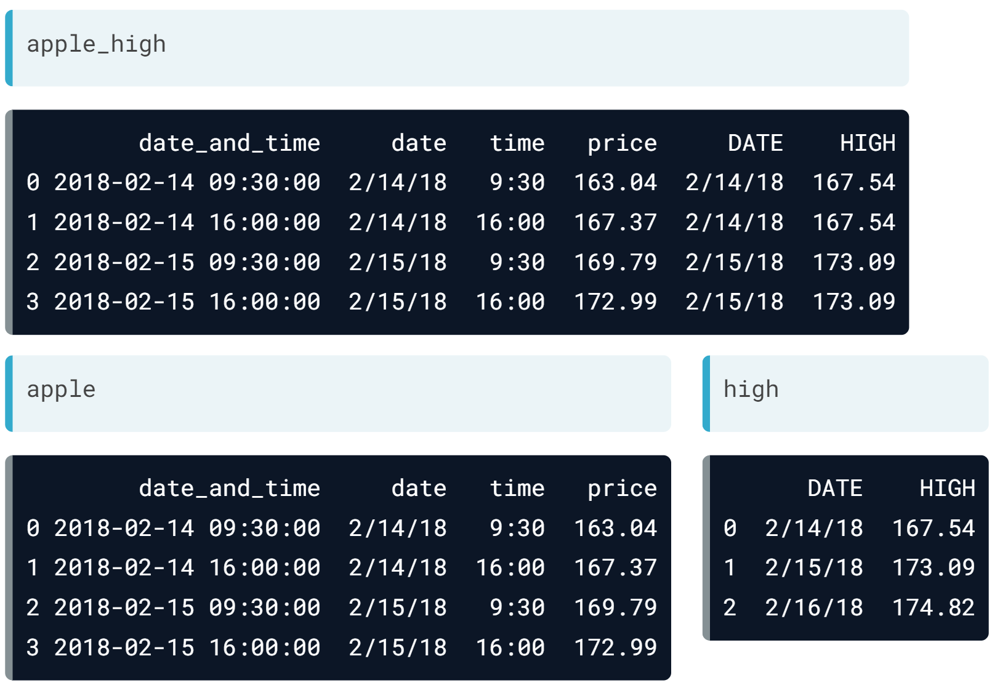 apple_high
date_and_time date time price DATE HIGH
0 2018-02-14 09:30:00 2/14/18 9:30 163.04 2/14/18 167.54
1 2018-02-14 16:00:00 2/14/18 16:00 167.37 2/14/18 167.54
2 2018-02-15 09:30:00 2/15/18 9:30 169.79 2/15/18 173.09
3 2018-02-15 16:00:00 2/15/18 16:00 172.99 2/15/18 173.09
apple
date_and_time date time price
0 2018-02-14 09:30:00 2/14/18 9:30 163.04
1 2018-02-14 16:00:00 2/14/18 16:00 167.37
2 2018-02-15 09:30:00 2/15/18 9:30 169.79
3 2018-02-15 16:00:00 2/15/18 16:00 172.99
high
DATE HIGH
0 2/14/18 167.54
1 2/15/18 173.09
2 2/16/18 174.82